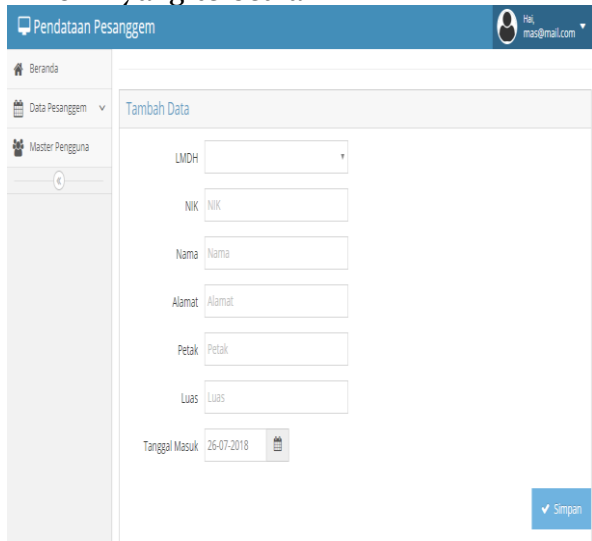 Pendataan Pesanggem
Hai,
mas@mail.com
Beranda
Data Pesanggem
Master Pengguna
Tambah Data
LMDH
NIK NIK
Nama Nama
Alamat Alamat
Petak Petak
Luas Luas
Tanggal Masuk 26-07-2018
Simpan